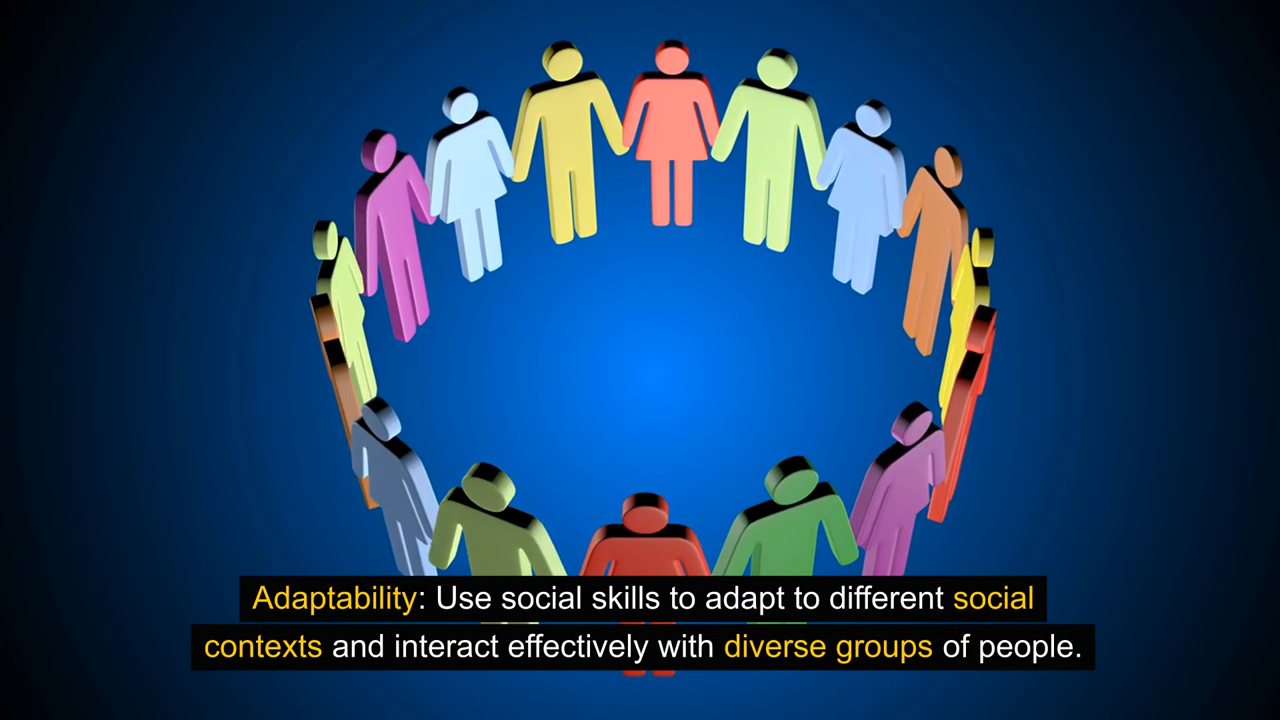 Adaptability: Use social skills to adapt to different social
contexts and interact effectively with diverse groups of people.